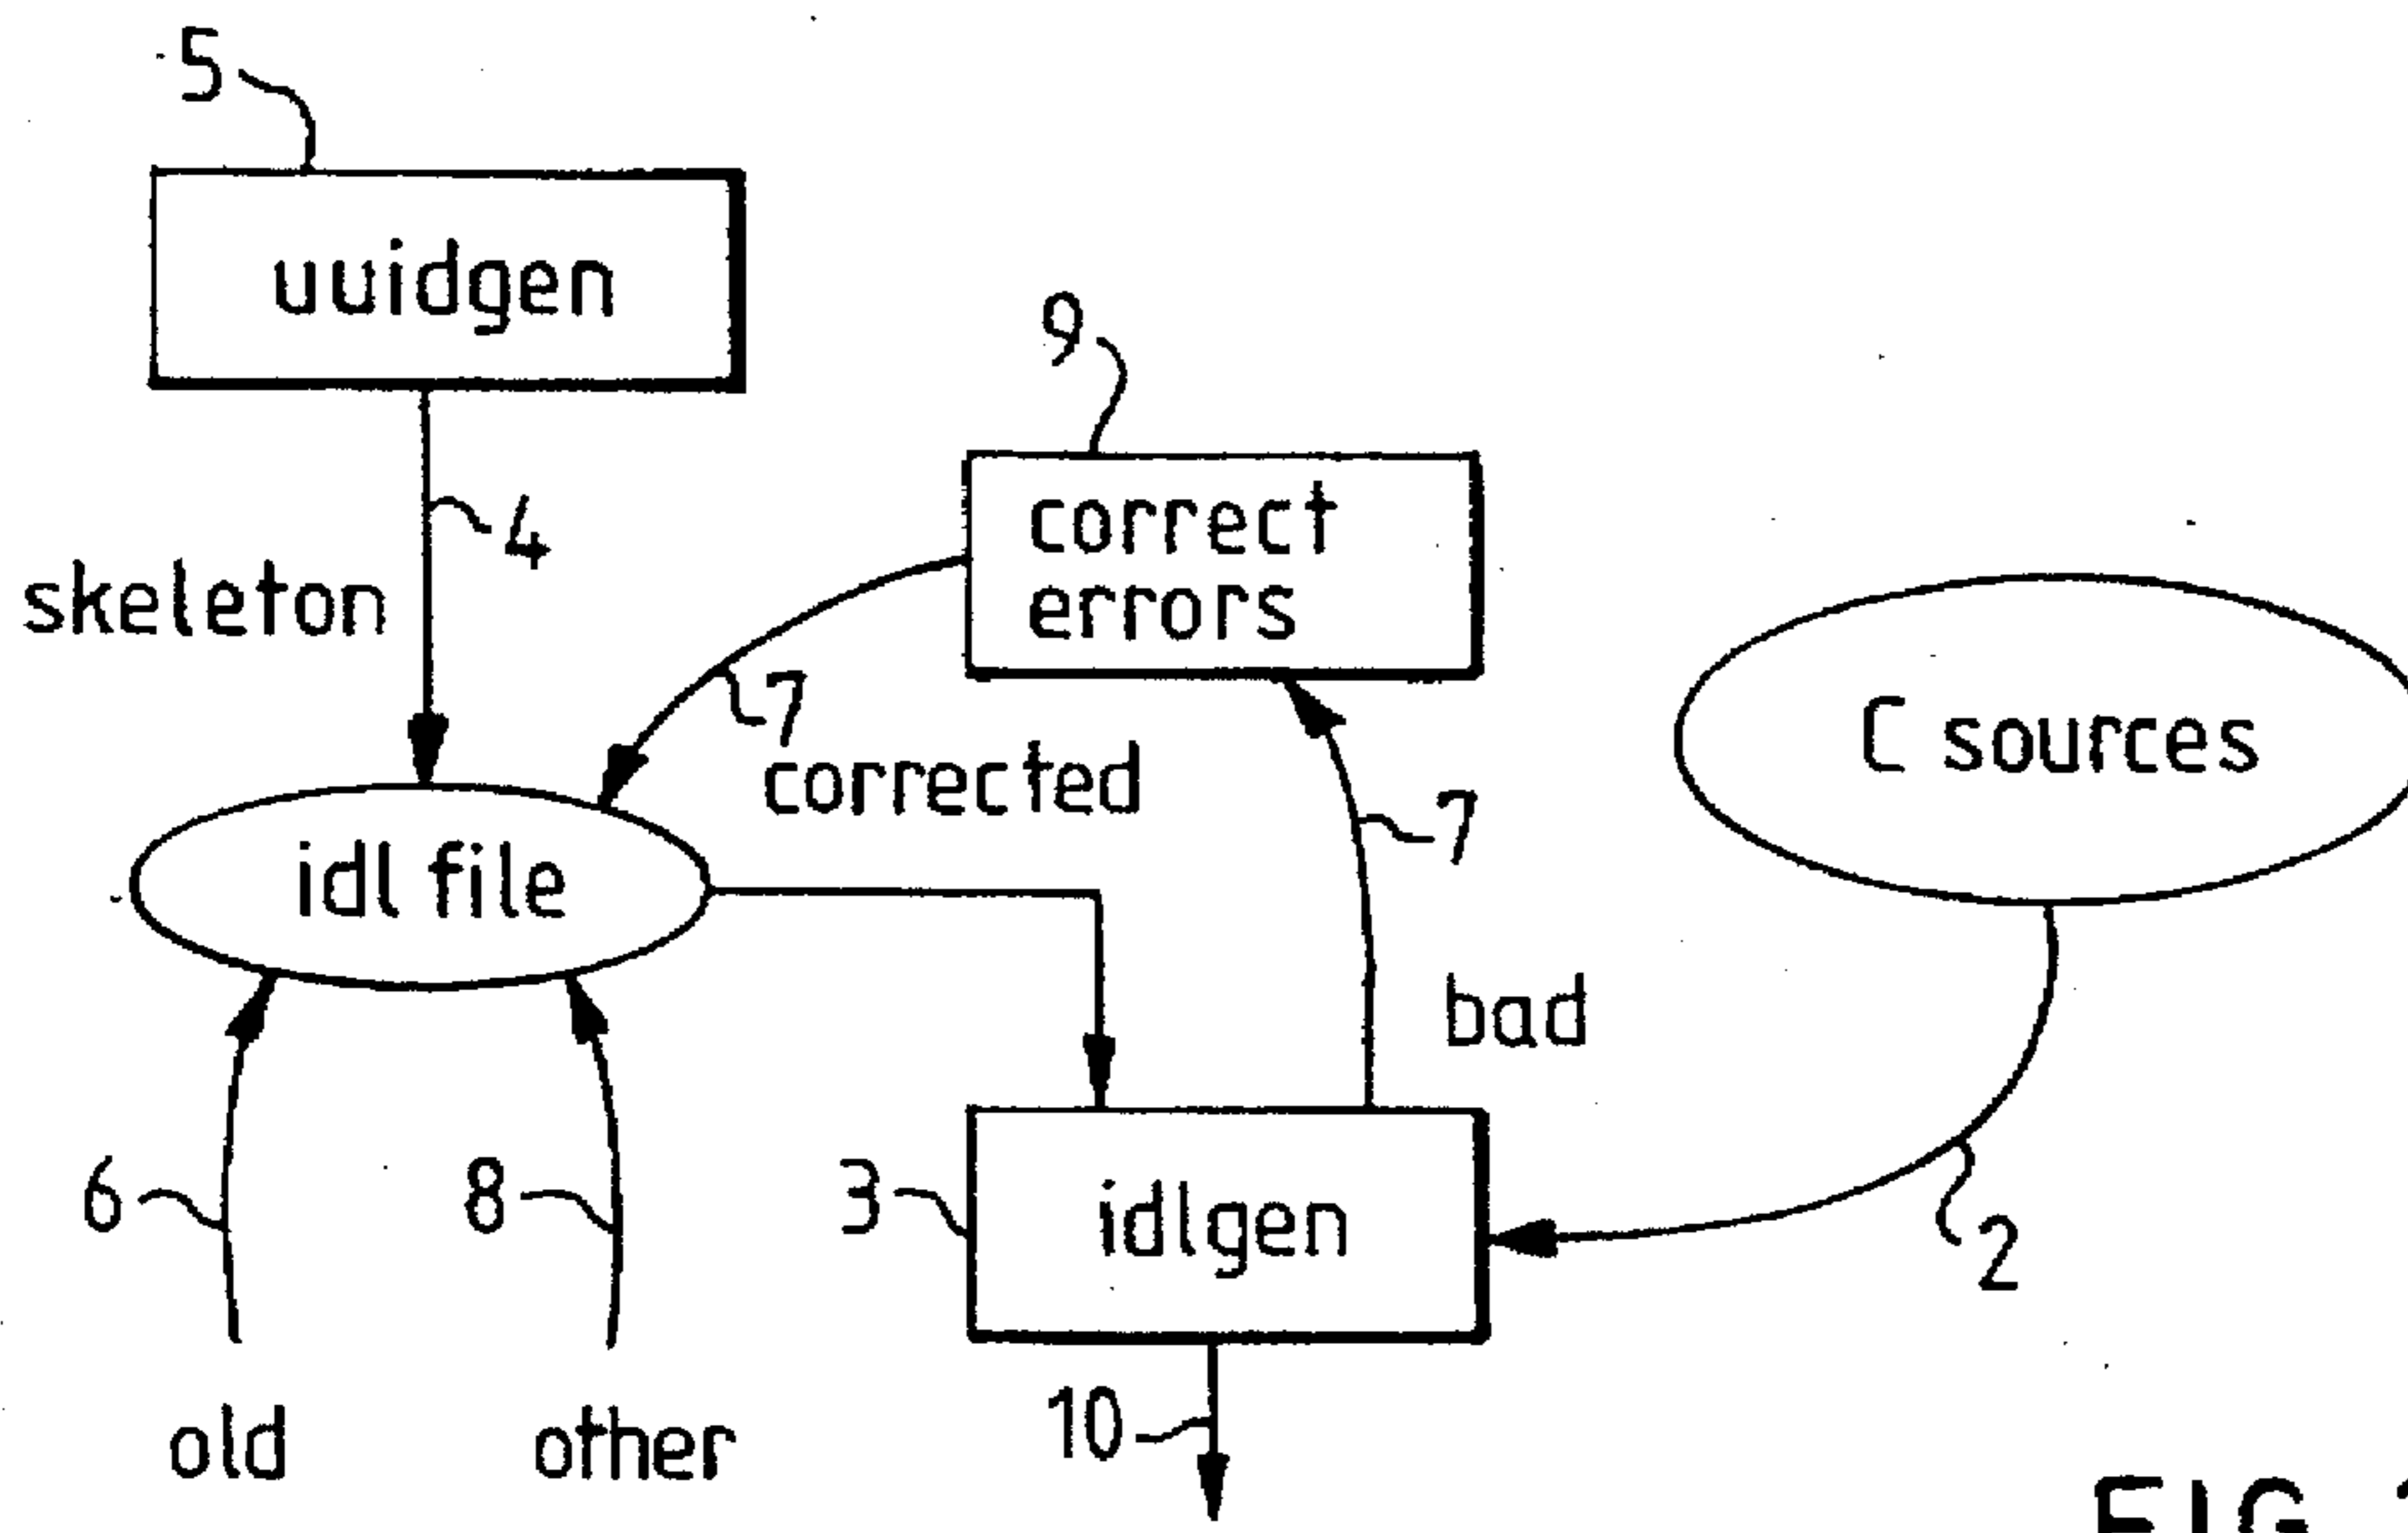 5
uuidgen
9
4
correct
errors
skeleton
7
C sources
corrected
7
idl file
bad
6
8
3
idlgen
2
10
old
other
FIG